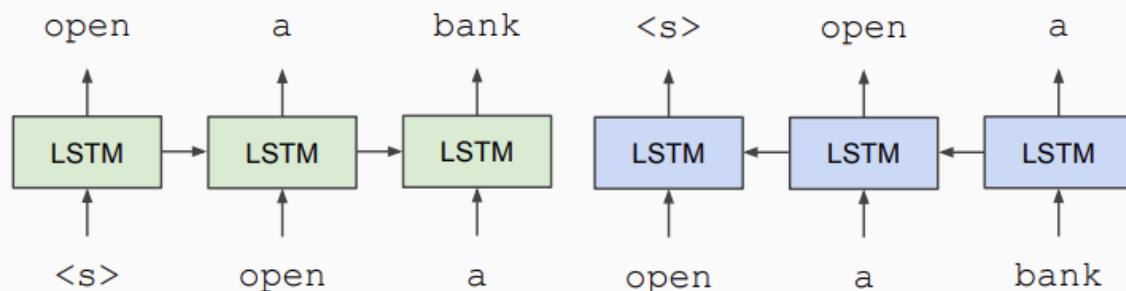 open a bank <s> open a
LSTM LSTM LSTM LSTM LSTM LSTM
<s> open a open a bank